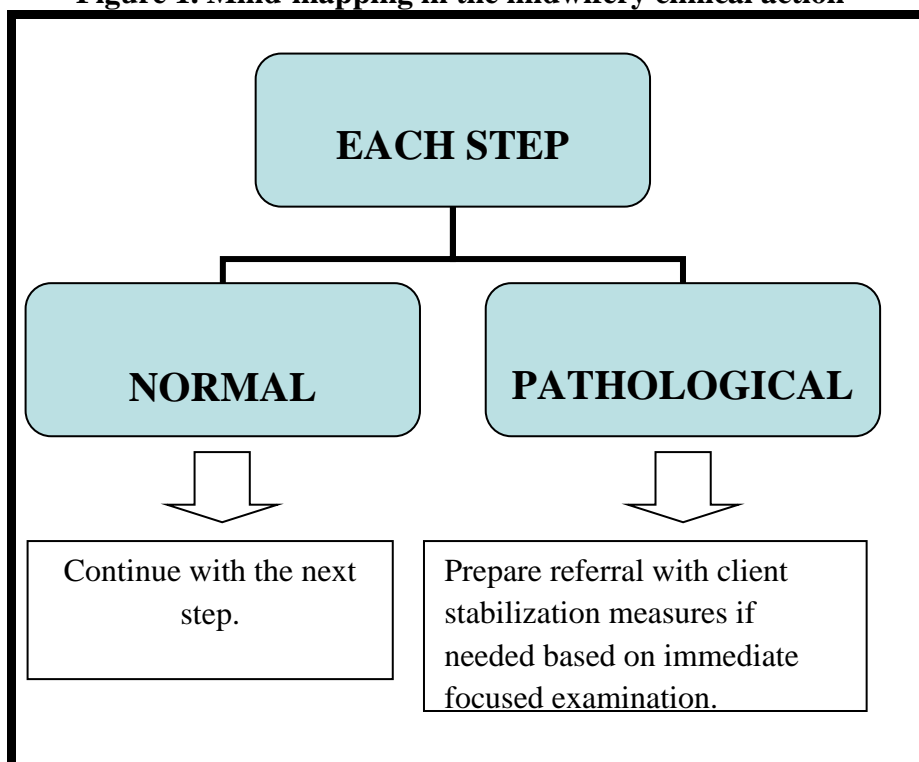 Figure 1. Mind-mapping in the midwifery clinical action
EACH STEP
NORMAL
PATHOLOGICAL
Continue with the next
step.
Prepare referral with client
stabilization measures if
needed based on immediate
focused examination.